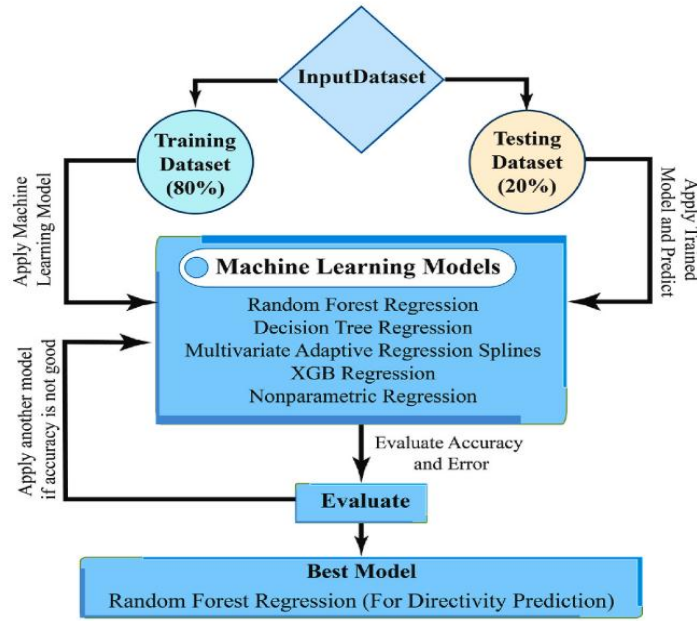 InputDataset
Training
Dataset
(80%)
Testing
Dataset
(20%)
Apply Machine
Learning Model
Apply Trained
Model and Predict
Machine Learning Models
Random Forest Regression
Decision Tree Regression
Multivariate Adaptive Regression Splines
XGB Regression
Nonparametric Regression
Apply another model
if accuracy is not good
Evaluate Accuracy
and Error
Evaluate
Best Model
Random Forest Regression (For Directivity Prediction)